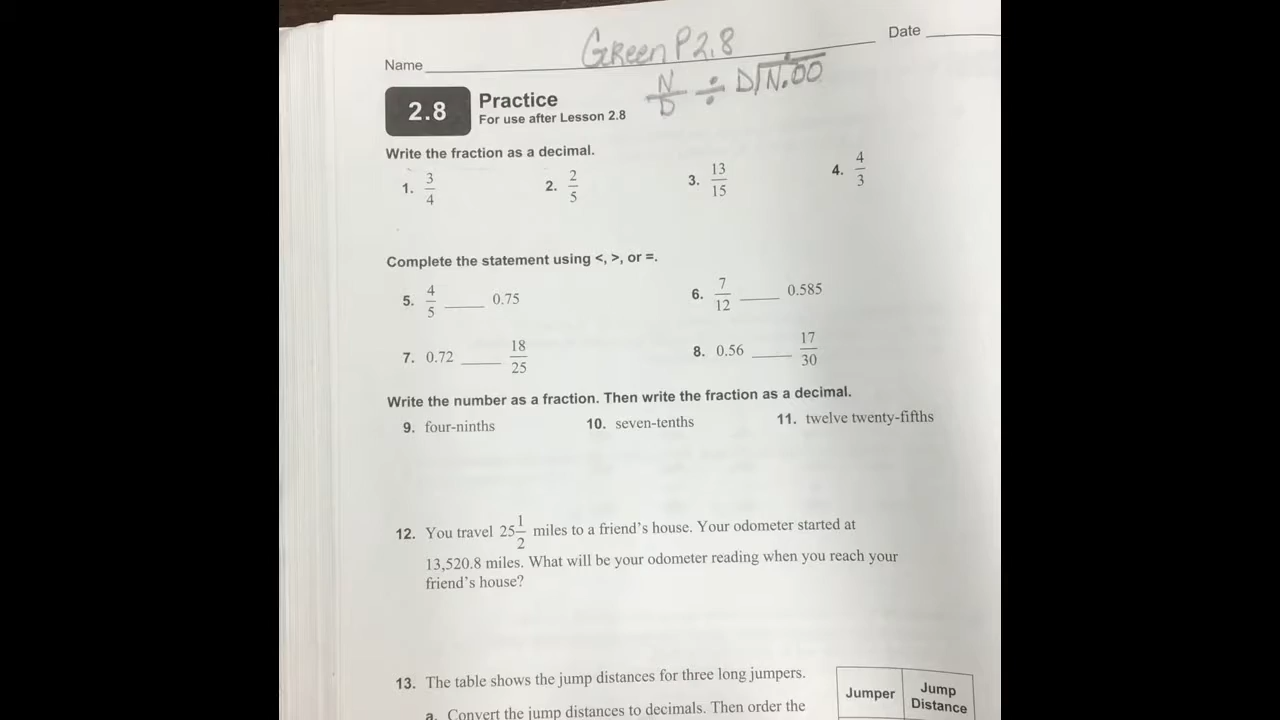 Green P 2.8
Name Date
N/D ÷ D√N.00
2.8 Practice
For use after Lesson 2.8
Write the fraction as a decimal.
1. 3/4 2. 2/5 3. 13/15 4. 4/3
Complete the statement using <, >, or =.
5. 4/5 ____ 0.75 6. 7/12 ____ 0.585
7. 0.72 ____ 18/25 8. 0.56 ____ 17/30
Write the number as a fraction. Then write the fraction as a decimal.
9. four-ninths 10. seven-tenths 11. twelve twenty-fifths
12. You travel 25 1/2 miles to a friend's house. Your odometer started at
13,520.8 miles. What will be your odometer reading when you reach your
friend's house?
13. The table shows the jump distances for three long jumpers.
a. Convert the jump distances to decimals. Then order the
Jumper Jump
Distance